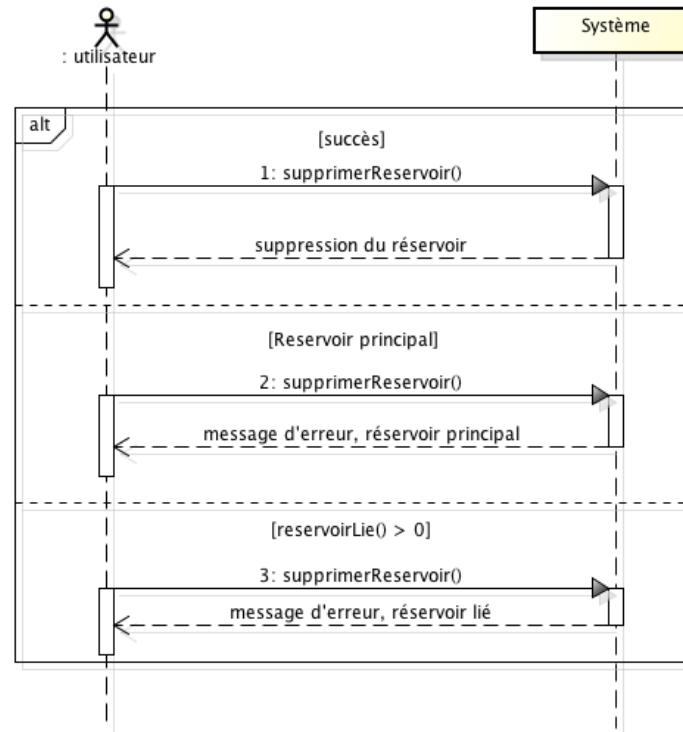 : utilisateur
Système
alt
[succès]
1: supprimerReservoir()
suppression du réservoir
[Reservoir principal]
2: supprimerReservoir()
message d'erreur, réservoir principal
[reservoirLie() > 0]
3: supprimerReservoir()
message d'erreur, réservoir lié